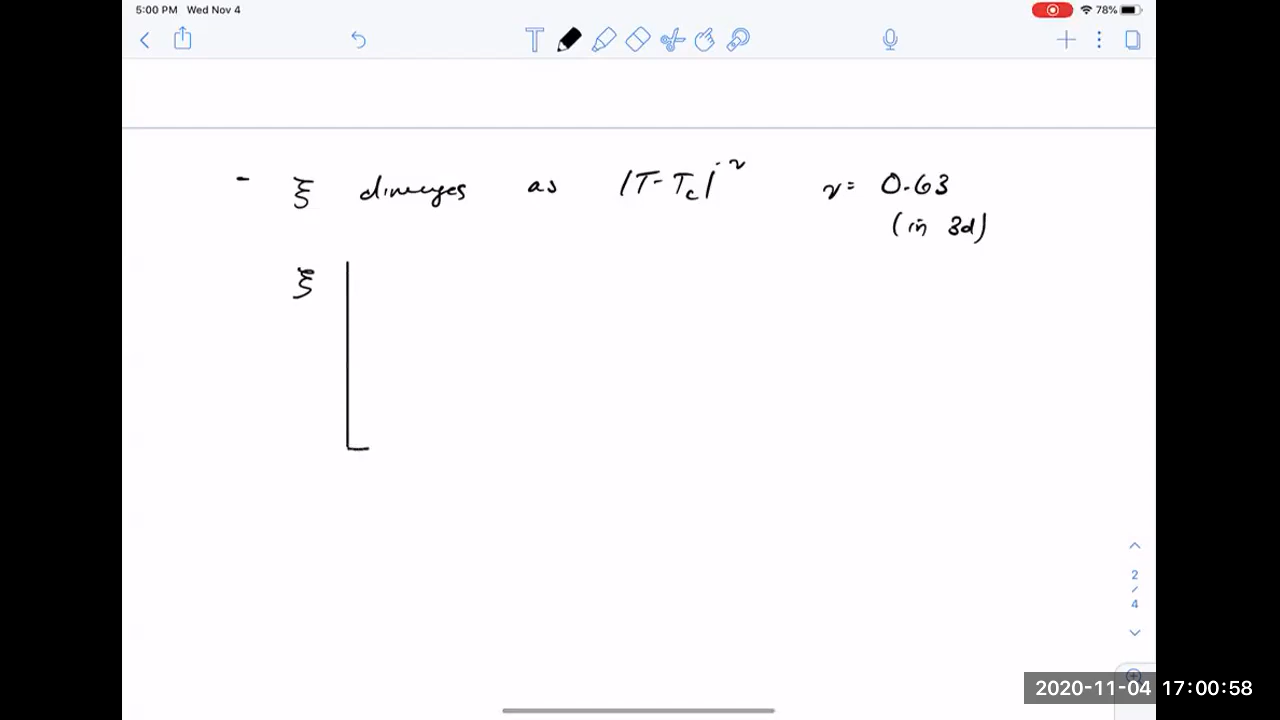 5:00 PM Wed Nov 4
78%
T
- ξ diverges as |T-Tc|^-ν ν = 0.63
(in 3d)
ξ
2
/
4
2020-11-04 17:00:58